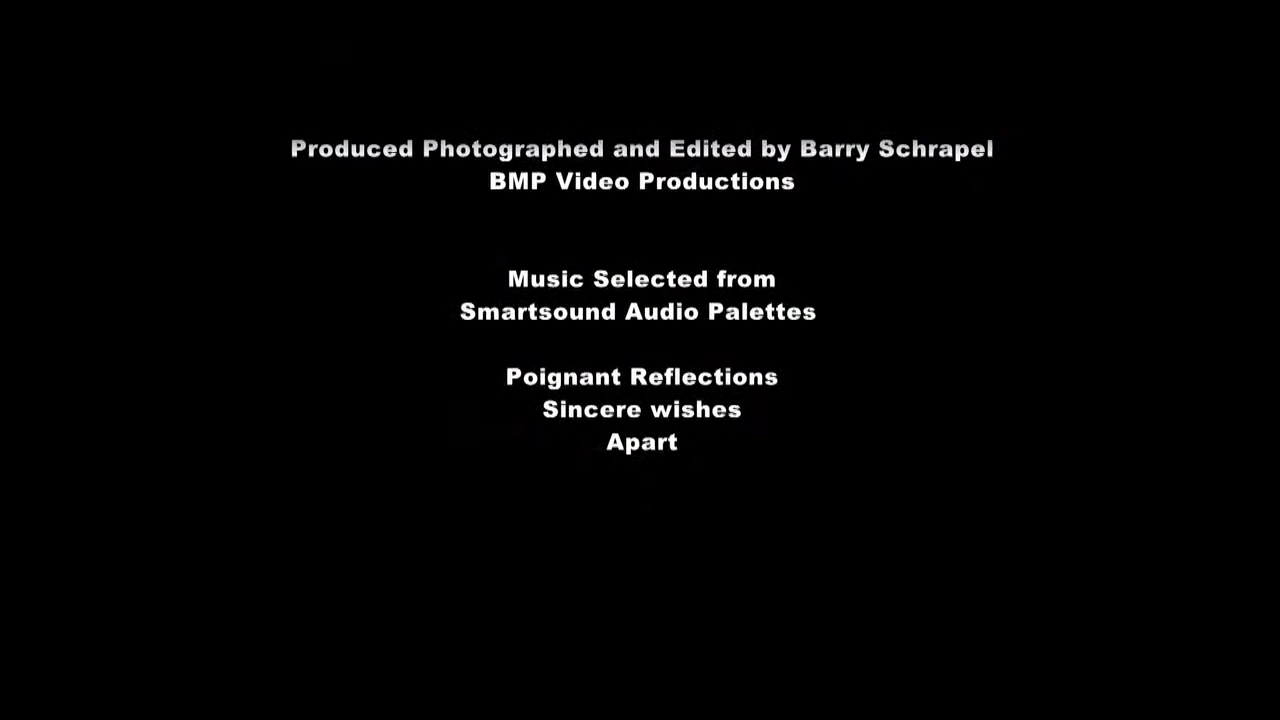 Produced Photographed and Edited by Barry Schrapel
BMP Video Productions
Music Selected from
Smartsound Audio Palettes
Poignant Reflections
Sincere wishes
Apart